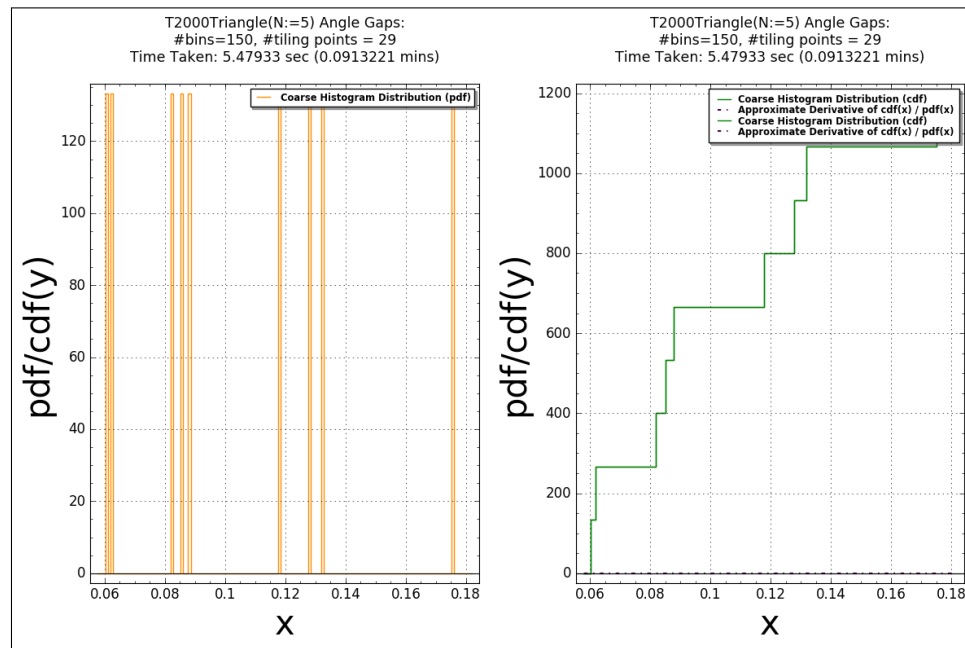 T2000Triangle(N:=5) Angle Gaps:
#bins=150, #tiling points = 29
Time Taken: 5.47933 sec (0.0913221 mins)
Coarse Histogram Distribution (pdf)
120
100
80
60
40
20
0
pdf/cdf(y)
0.06
0.08
0.1
0.12
0.14
0.16
0.18
x
T2000Triangle(N:=5) Angle Gaps:
#bins=150, #tiling points = 29
Time Taken: 5.47933 sec (0.0913221 mins)
Coarse Histogram Distribution (cdf)
Approximate Derivative of cdf(x) / pdf(x)
Coarse Histogram Distribution (cdf)
Approximate Derivative of cdf(x) / pdf(x)
1200
1000
800
600
400
200
0
pdf/cdf(y)
0.06
0.08
0.1
0.12
0.14
0.16
0.18
x